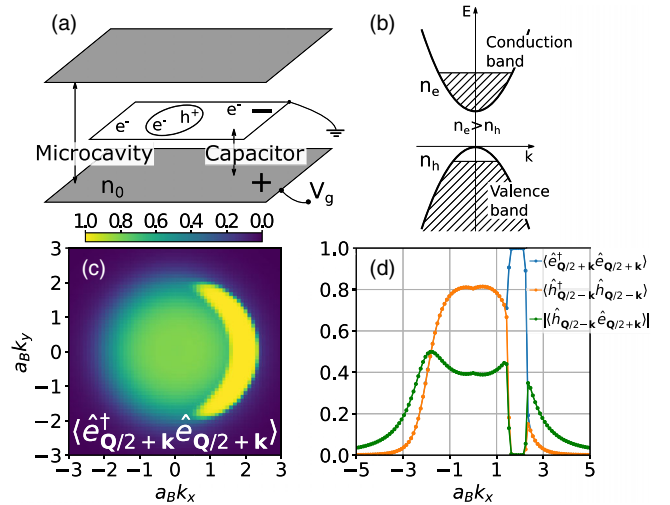 (a)
e⁻
e⁻
h⁺
e⁻
−
Microcavity
Capacitor
n₀
+
V_g
(b)
E
Conduction
band
n_e
n_e>n_h
k
n_h
Valence
band
1.0 0.8 0.6 0.4 0.2 0.0
(c)
3
2
1
0
−1
−2
−3
a_B k_y
⟨ê†_{Q/2+k} ê_{Q/2+k}⟩
−3 −2 −1 0 1 2 3
a_B k_x
(d)
1.0
0.8
0.6
0.4
0.2
0.0
⟨ê†_{Q/2+k} ê_{Q/2+k}⟩
⟨ĥ†_{Q/2−k} ĥ_{Q/2−k}⟩
|⟨ĥ_{Q/2−k} ê_{Q/2+k}⟩|
−5 −3 −1 1 3 5
a_B k_x